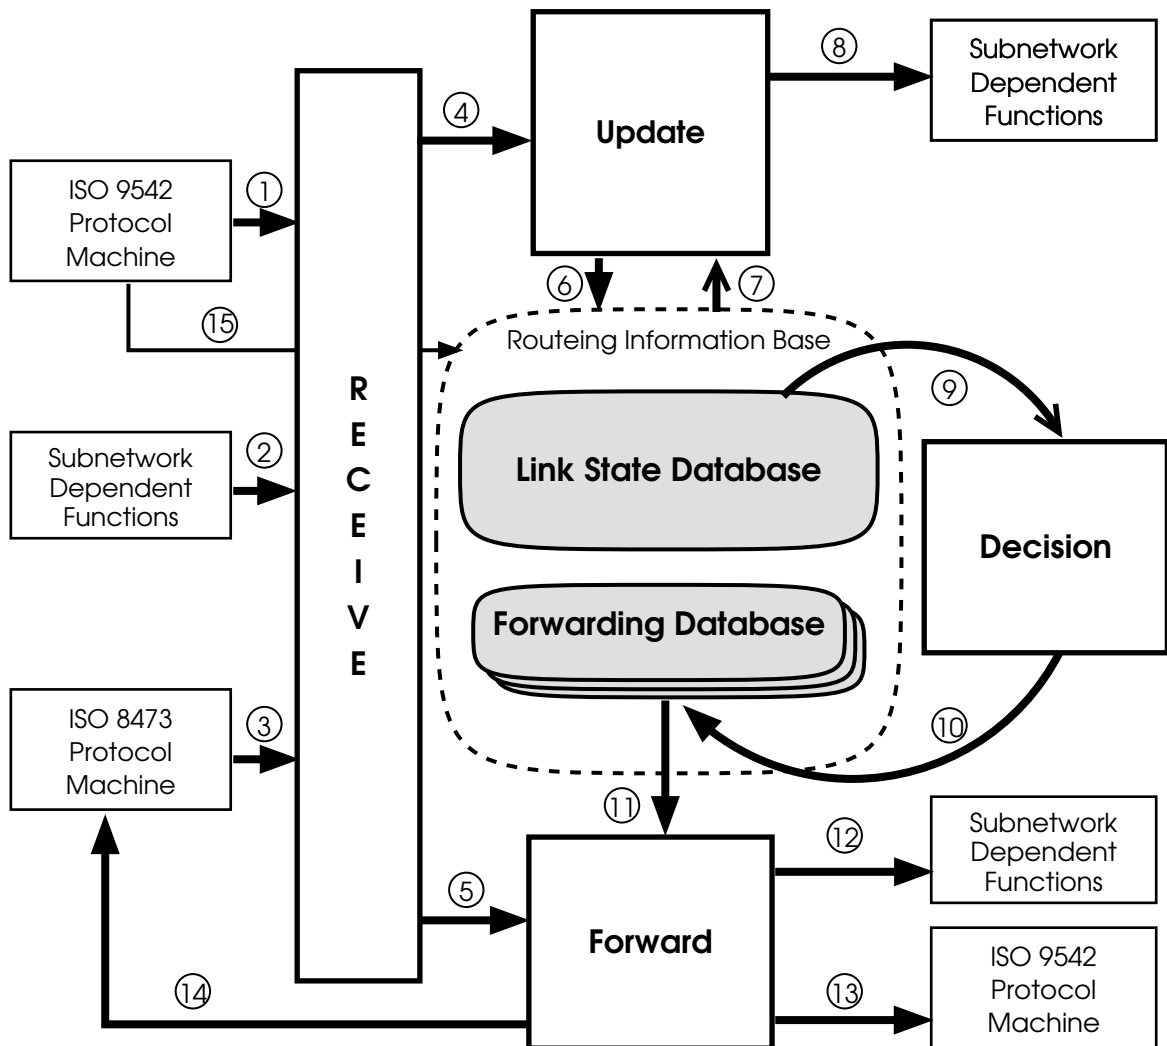 8
Subnetwork
Dependent
Functions
4
Update
ISO 9542
Protocol
Machine
1
6
7
15
Routeing Information Base
R
E
C
E
I
V
E
9
Subnetwork
Dependent
Functions
2
Link State Database
Decision
Forwarding Database
ISO 8473
Protocol
Machine
3
10
11
12
Subnetwork
Dependent
Functions
5
Forward
14
13
ISO 9542
Protocol
Machine